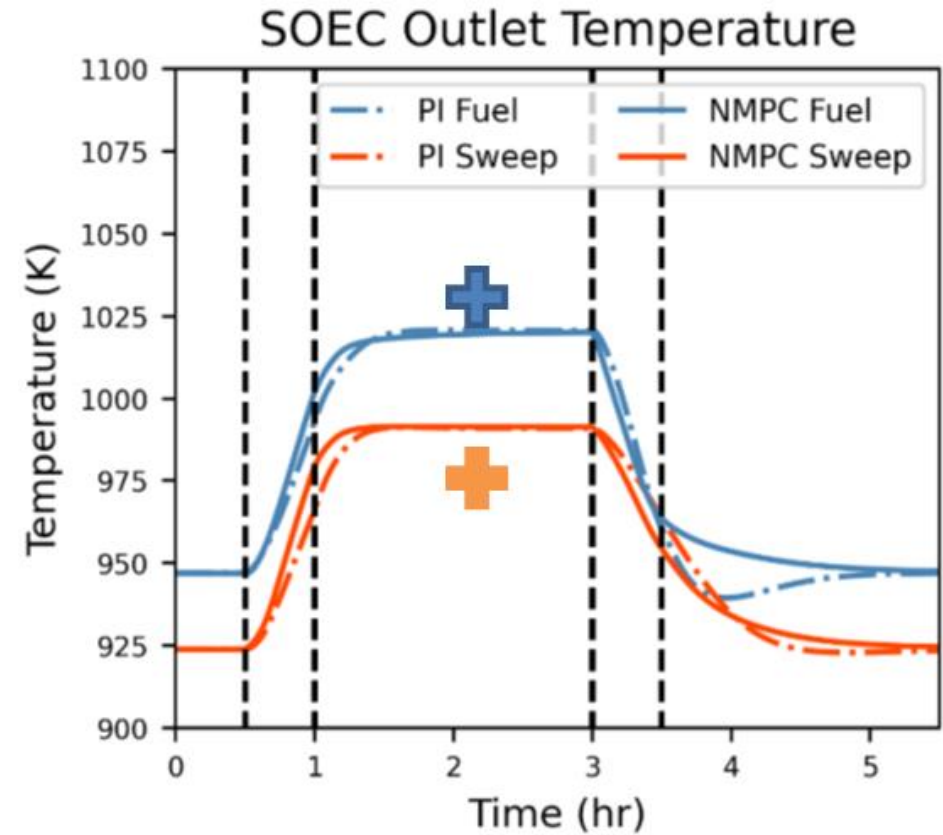 SOEC Outlet Temperature
1100
1075
1050
1025
1000
975
950
925
900
Temperature (K)
PI Fuel
NMPC Fuel
PI Sweep
NMPC Sweep
0 1 2 3 4 5
Time (hr)